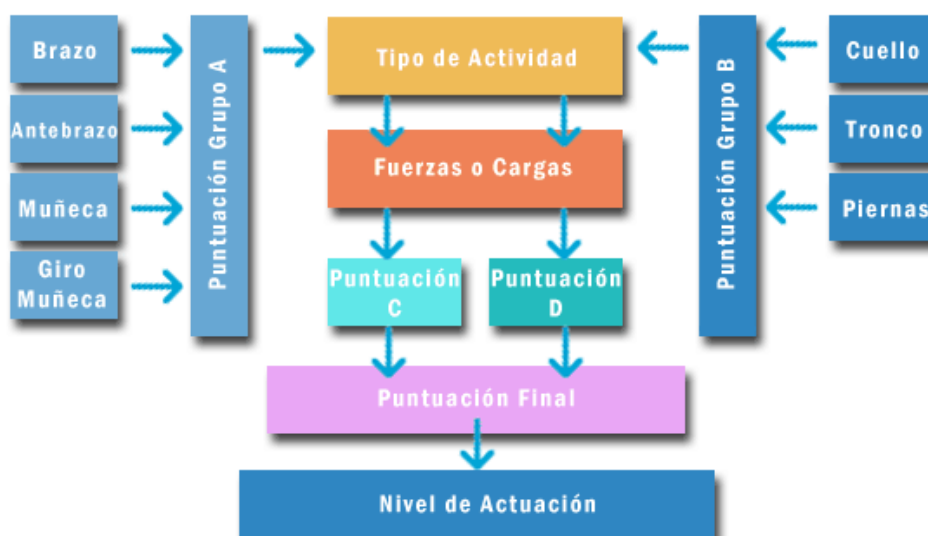 Brazo
Antebrazo
Muñeca
Giro
Muñeca
Puntuación Grupo A
Tipo de Actividad
Fuerzas o Cargas
Puntuación
C
Puntuación
D
Puntuación Final
Nivel de Actuación
Puntuación Grupo B
Cuello
Tronco
Piernas